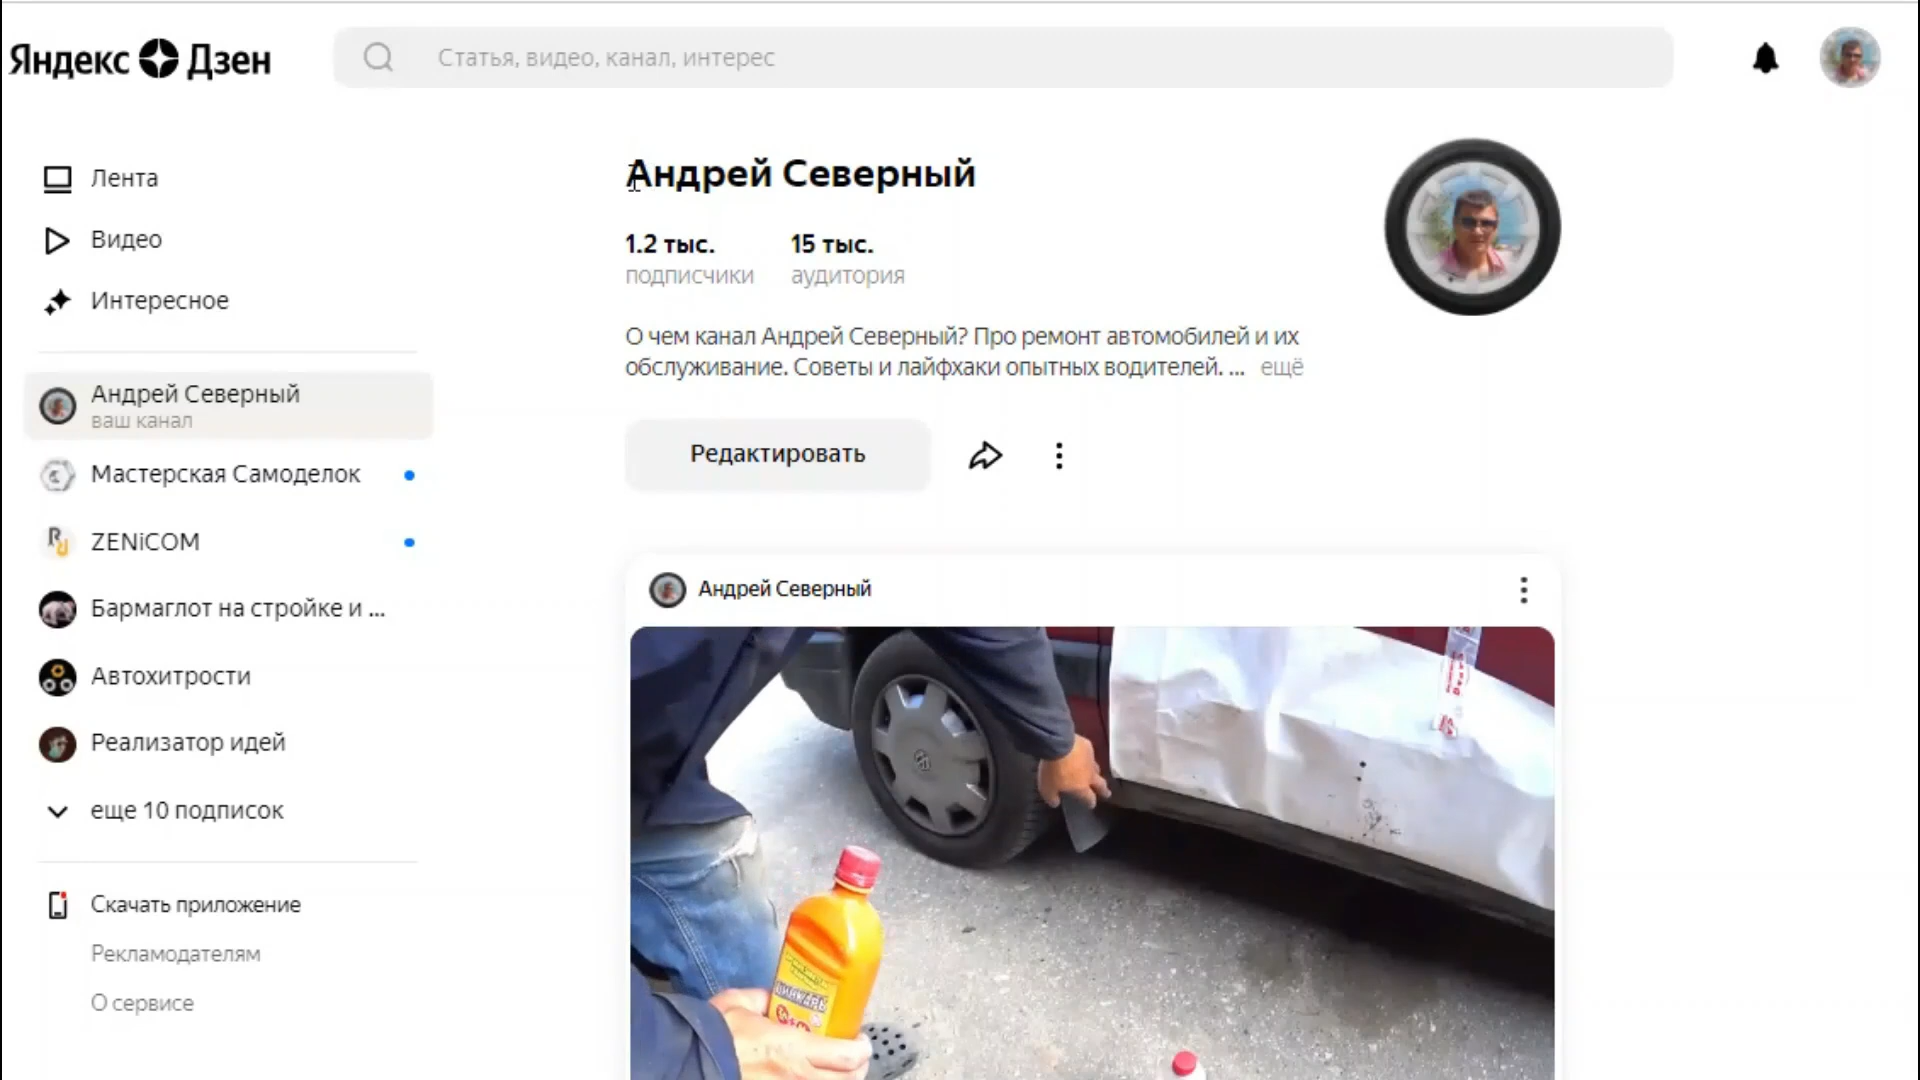 Яндекс Дзен
Статья, видео, канал, интерес
Лента
Видео
Интересное
Андрей Северный
ваш канал
Мастерская Самоделок
ZENiCOM
Бармаглот на стройке и ...
Автохитрости
Реализатор идей
еще 10 подписок
Скачать приложение
Рекламодателям
О сервисе
Андрей Северный
1.2 тыс. 15 тыс.
подписчики аудитория
О чем канал Андрей Северный? Про ремонт автомобилей и их
обслуживание. Советы и лайфхаки опытных водителей. ... ещё
Редактировать
Андрей Северный
ЦИНКАРЬ